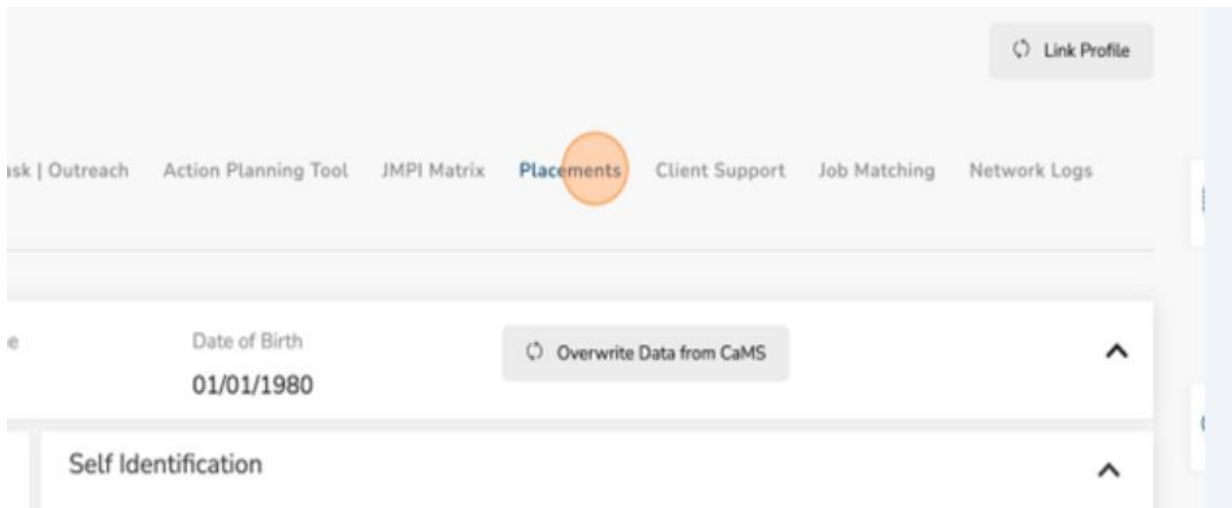 Link Profile
ask | Outreach Action Planning Tool JMPI Matrix Placements Client Support Job Matching Network Logs
Date of Birth
Overwrite Data from CaMS
01/01/1980
Self Identification